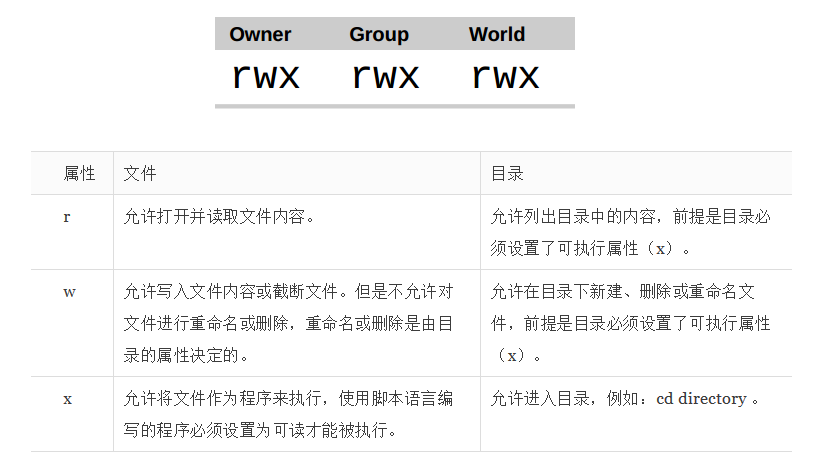 Owner Group World
rwx rwx rwx
属性 文件 目录
r 允许打开并读取文件内容。 允许列出目录中的内容，前提是目录必
须设置了可执行属性（x）。
w 允许写入文件内容或截断文件。但是不允许对 允许在目录下新建、删除或重命名文
文件进行重命名或删除，重命名或删除是由目 件，前提是目录必须设置了可执行属性
录的属性决定的。 （x）。
x 允许将文件作为程序来执行，使用脚本语言编 允许进入目录，例如：cd directory 。
写的程序必须设置为可读才能被执行。